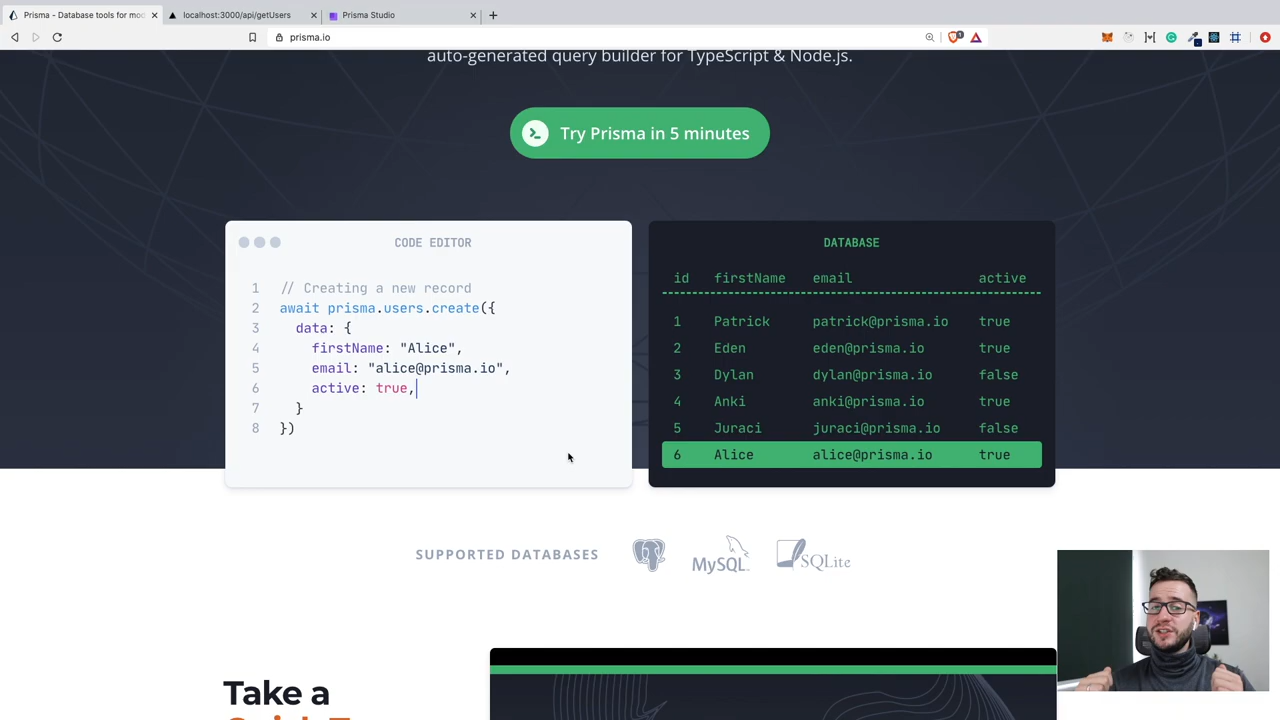 Prisma - Database tools for mod
localhost:3000/api/getUsers
Prisma Studio
prisma.io
1
auto-generated query builder for TypeScript & Node.js.
Try Prisma in 5 minutes
CODE EDITOR
1 // Creating a new record
2 await prisma.users.create({
3 data: {
4 firstName: "Alice",
5 email: "alice@prisma.io",
6 active: true,
7 }
8 })
DATABASE
id firstName email active
1 Patrick patrick@prisma.io true
2 Eden eden@prisma.io true
3 Dylan dylan@prisma.io false
4 Anki anki@prisma.io true
5 Juraci juraci@prisma.io false
6 Alice alice@prisma.io true
SUPPORTED DATABASES
MySQL
SQLite
Take a